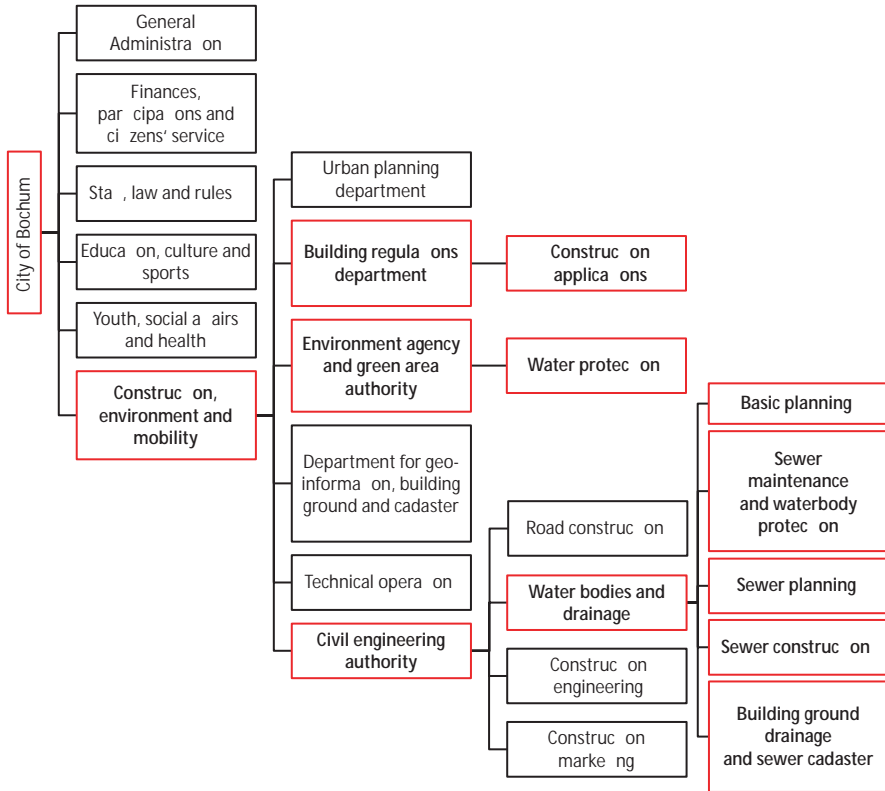 City of Bochum
General
Administra on
Finances,
par cipa ons and
ci zens' service
Sta , law and rules
Educa on, culture and
sports
Youth, social a airs
and health
Construc on,
environment and
mobility
Urban planning
department
Building regula ons
department
Environment agency
and green area
authority
Department for geo-
informa on, building
ground and cadaster
Technical opera on
Civil engineering
authority
Construc on
applica ons
Water protec on
Road construc on
Water bodies and
drainage
Construc on
engineering
Construc on
marke ng
Basic planning
Sewer
maintenance
and waterbody
protec on
Sewer planning
Sewer construc on
Building ground
drainage
and sewer cadaster